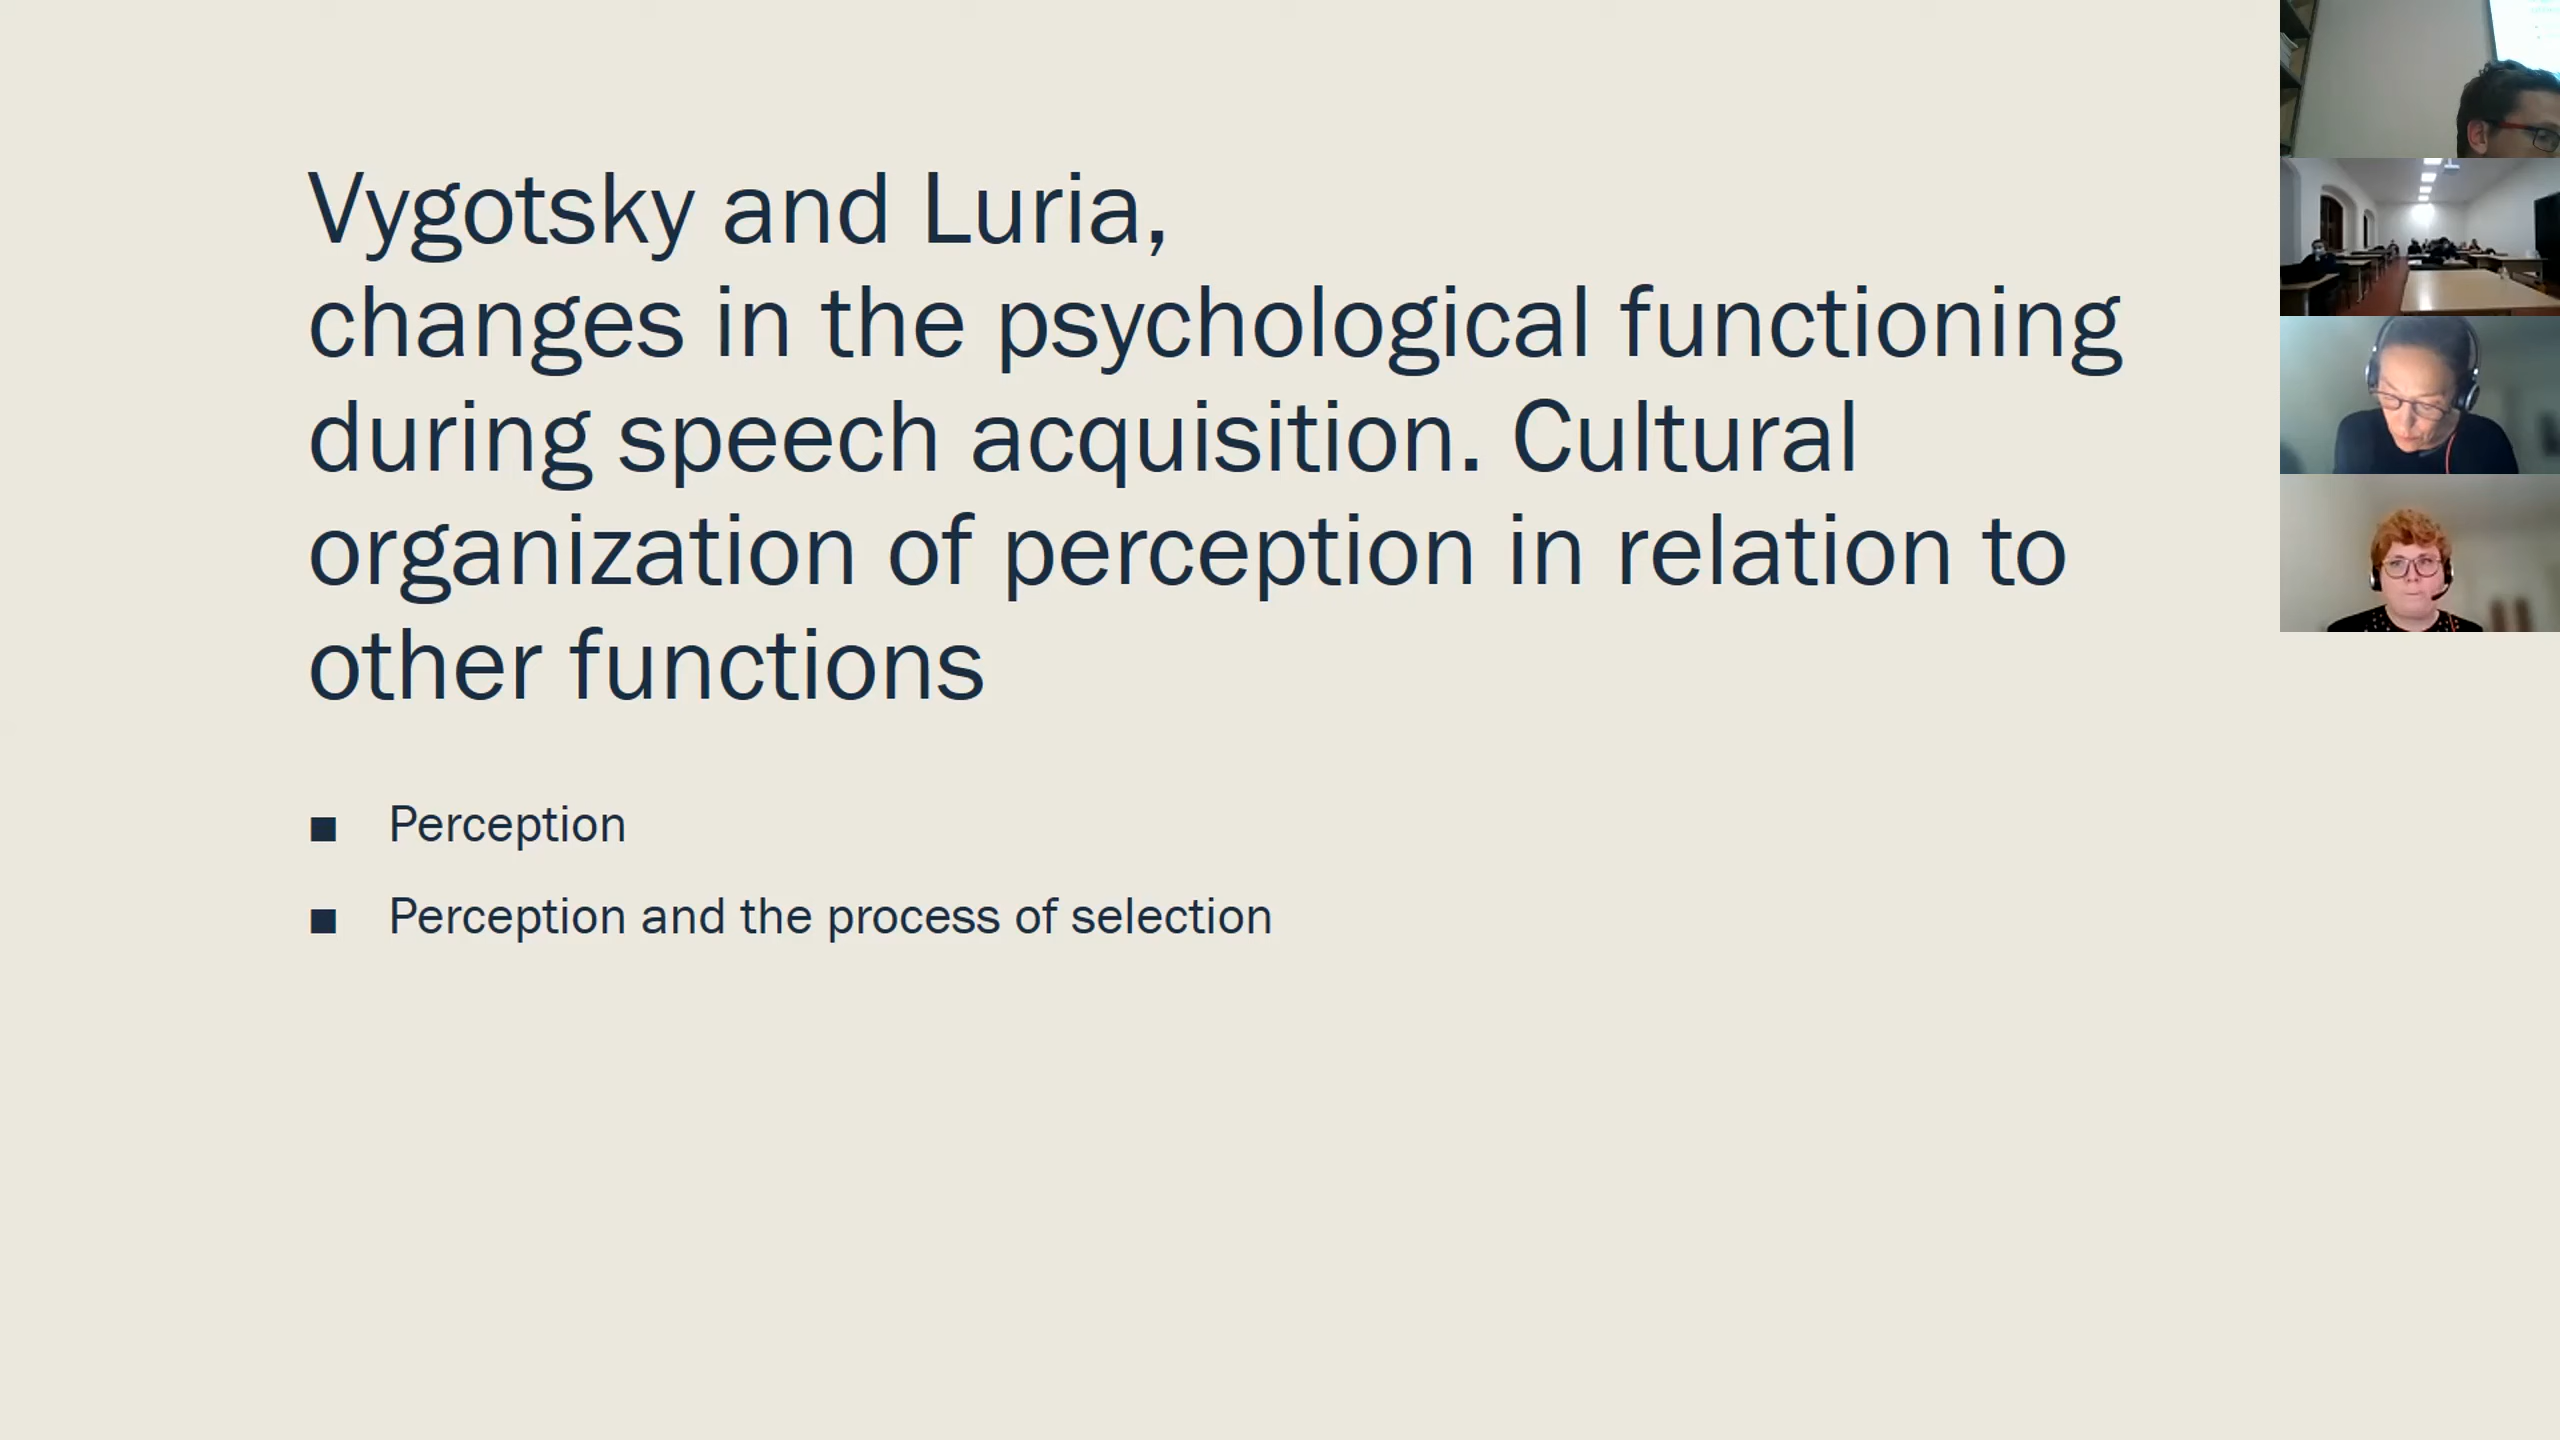 Vygotsky and Luria,
changes in the psychological functioning
during speech acquisition. Cultural
organization of perception in relation to
other functions
■ Perception
■ Perception and the process of selection